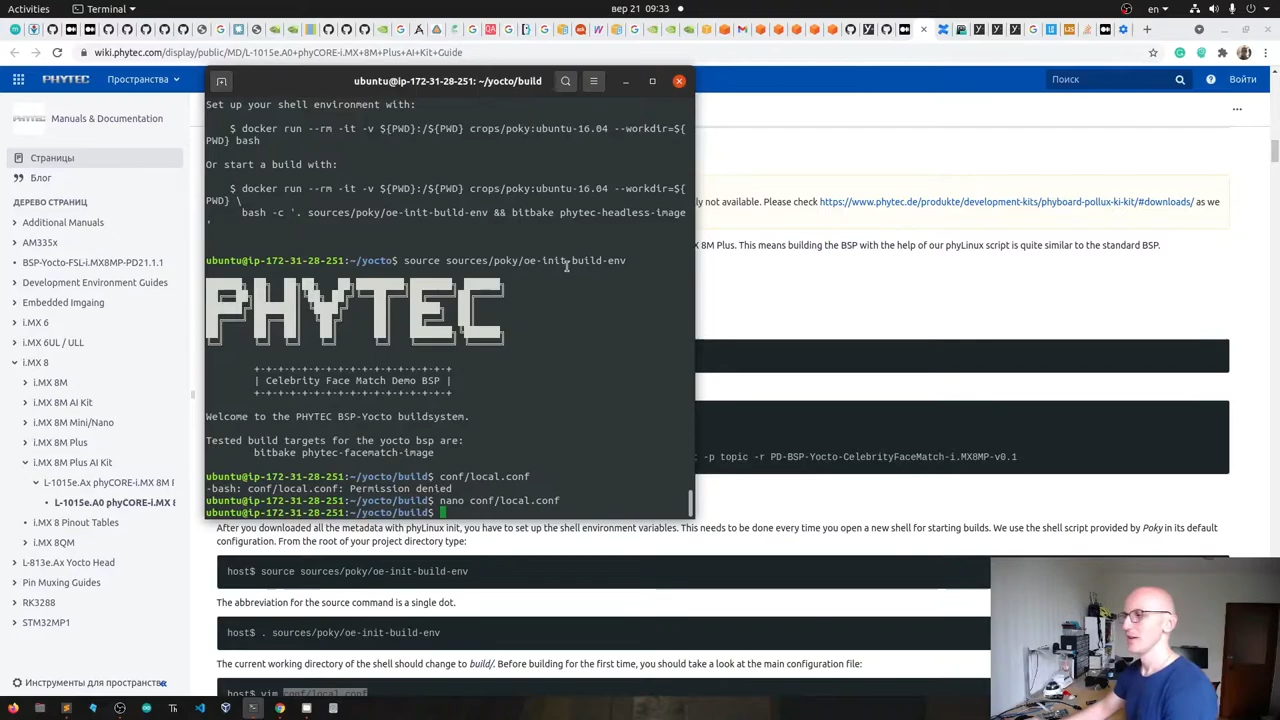 Activities
Terminal
вер 21 09:33
en
wiki.phytec.com/display/public/MD/L-1015e.A0+phyCORE-i.MX+8M+Plus+AI+Kit+Guide
PHYTEC
Пространства
Поиск
Войти
ubuntu@ip-172-31-28-251: ~/yocto/build
Manuals & Documentation
Страницы
Блог
ДЕРЕВО СТРАНИЦ
Additional Manuals
AM335x
BSP-Yocto-FSL-i.MX8MP-PD21.1.1
Development Environment Guides
Embedded Imgaing
i.MX 6
i.MX 6UL / ULL
i.MX 8
i.MX 8M
i.MX 8M AI Kit
i.MX 8M Mini/Nano
i.MX 8M Plus
i.MX 8M Plus AI Kit
L-1015e.Ax phyCORE-i.MX 8
L-1015e.A0 phyCORE-i.MX 8
i.MX 8 Pinout Tables
i.MX 8QM
L-813e.Ax Yocto Head
Pin Muxing Guides
RK3288
STM32MP1
Инструменты для пространства
Set up your shell environment with:
$ docker run --rm -it -v ${PWD}:/${PWD} crops/poky:ubuntu-16.04 --workdir=${
PWD} bash
Or start a build with:
$ docker run --rm -it -v ${PWD}:/${PWD} crops/poky:ubuntu-16.04 --workdir=${
PWD} \
bash -c '. sources/poky/oe-init-build-env && bitbake phytec-headless-image
'
ubuntu@ip-172-31-28-251:~/yocto$ source sources/poky/oe-init-build-env
PHYTEC
+-+-+-+-+-+-+-+-+-+-+-+-+-+-+-+-+
| Celebrity Face Match Demo BSP |
+-+-+-+-+-+-+-+-+-+-+-+-+-+-+-+-+
Welcome to the PHYTEC BSP-Yocto buildsystem.
Tested build targets for the yocto bsp are:
bitbake phytec-facematch-image
ubuntu@ip-172-31-28-251:~/yocto/build$ conf/local.conf
-bash: conf/local.conf: Permission denied
ubuntu@ip-172-31-28-251:~/yocto/build$ nano conf/local.conf
ubuntu@ip-172-31-28-251:~/yocto/build$
ly not available. Please check https://www.phytec.de/produkte/development-kits/phyboard-pollux-ki-kit/#downloads/ as we
X 8M Plus. This means building the BSP with the help of our phyLinux script is quite similar to the standard BSP.
-p topic -r PD-BSP-Yocto-CelebrityFaceMatch-i.MX8MP-v0.1
After you downloaded all the metadata with phyLinux init, you have to set up the shell environment variables. This needs to be done every time you open a new shell for starting builds. We use the shell script provided by Poky in its default
configuration. From the root of your project directory type:
host$ source sources/poky/oe-init-build-env
The abbreviation for the source command is a single dot.
host$ . sources/poky/oe-init-build-env
The current working directory of the shell should change to build/. Before building for the first time, you should take a look at the main configuration file:
host$ vim conf/local.conf